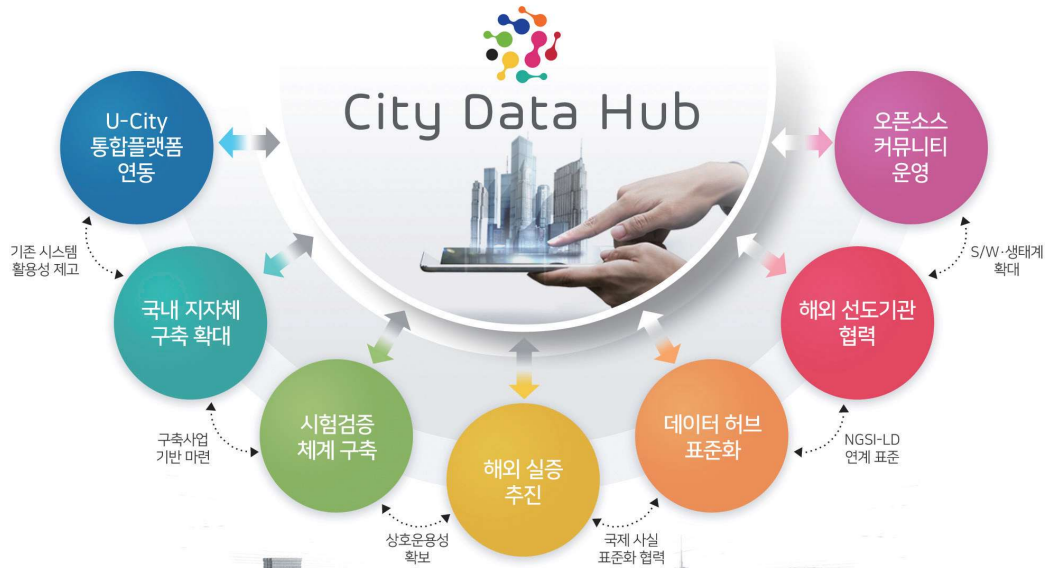 City Data Hub
U-City
통합플랫폼
연동
오픈소스
커뮤니티
운영
기존 시스템
활용성 제고
S/W·생태계
확대
국내 지자체
구축 확대
해외 선도기관
협력
시험검증
체계 구축
데이터 허브
표준화
구축사업
기반 마련
NGSI-LD
연계 표준
해외 실증
추진
상호운용성
확보
국제 사실
표준화 협력